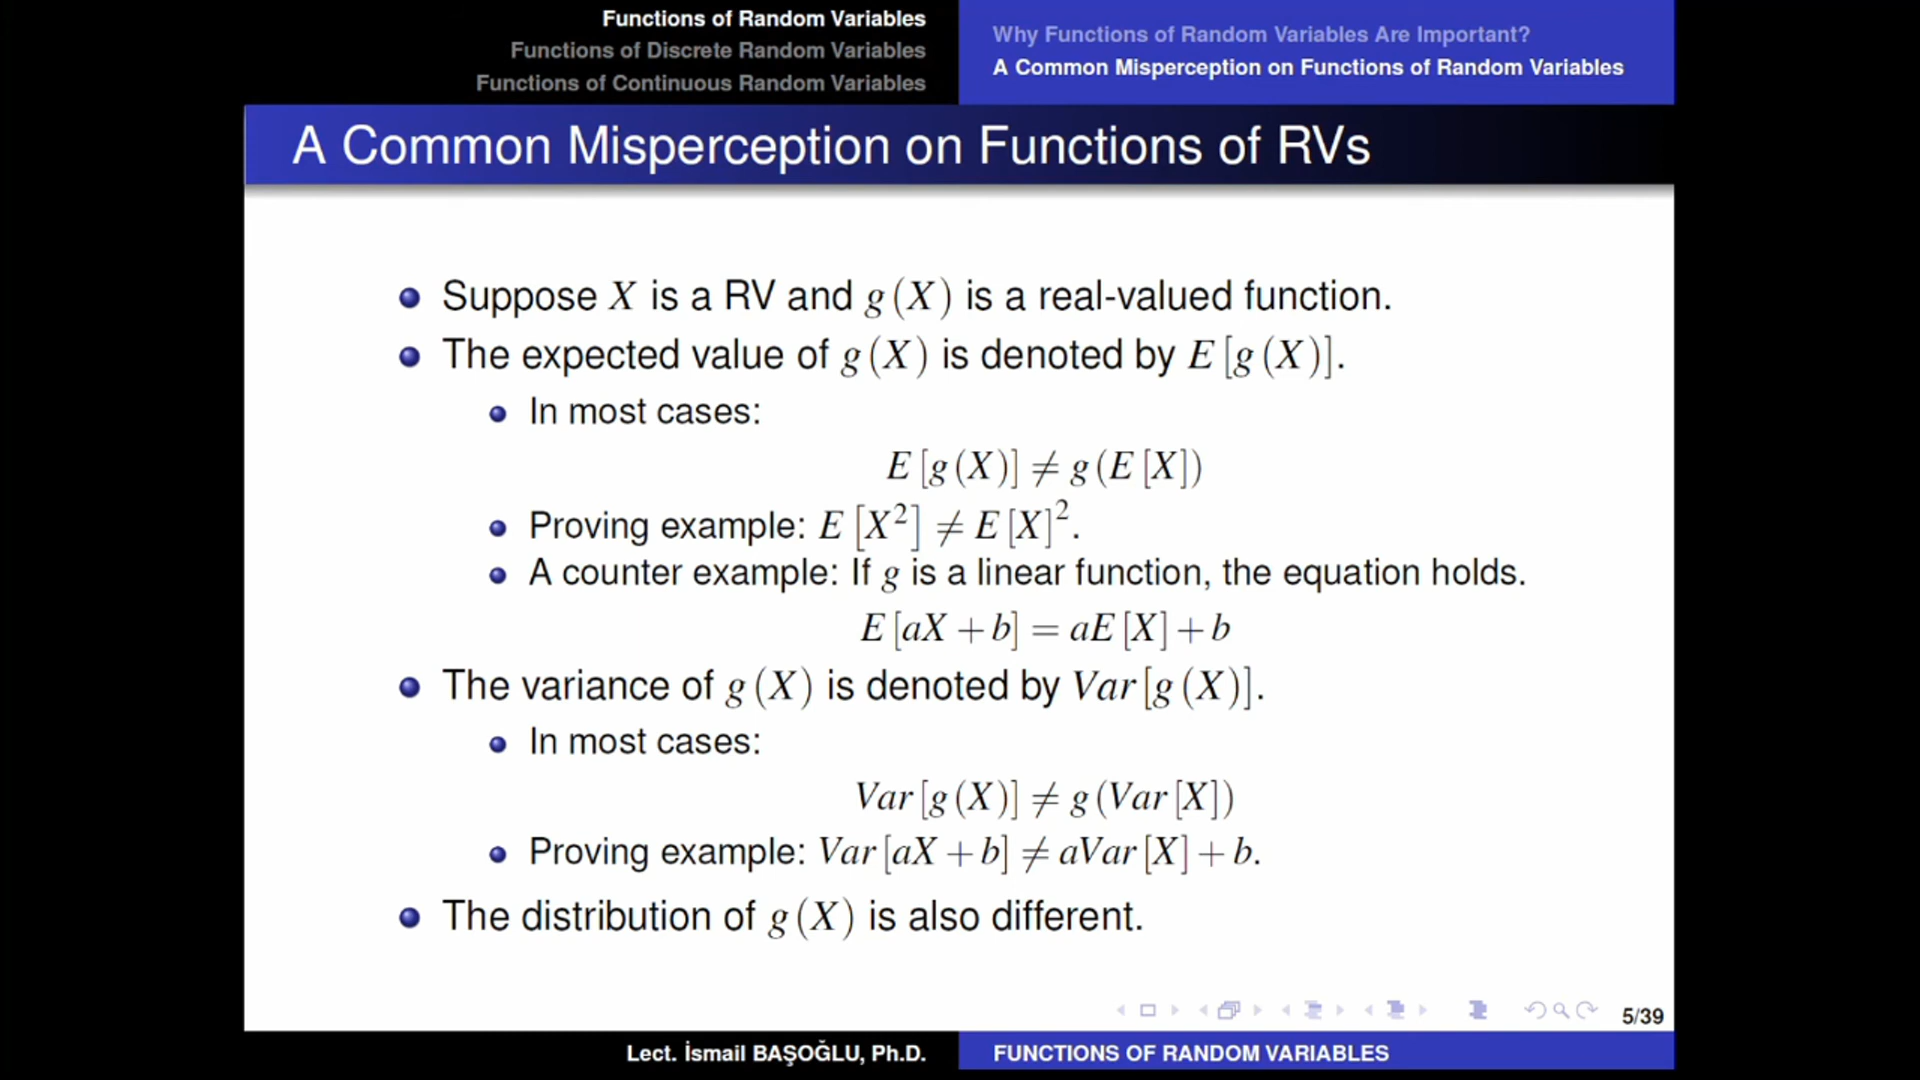 Functions of Random Variables
Functions of Discrete Random Variables
Functions of Continuous Random Variables
Why Functions of Random Variables Are Important?
A Common Misperception on Functions of Random Variables
A Common Misperception on Functions of RVs
Suppose X is a RV and g(X) is a real-valued function.
The expected value of g(X) is denoted by E[g(X)].
In most cases:
E[g(X)] ≠ g(E[X])
Proving example: E[X²] ≠ E[X]².
A counter example: If g is a linear function, the equation holds.
E[aX + b] = aE[X] + b
The variance of g(X) is denoted by Var[g(X)].
In most cases:
Var[g(X)] ≠ g(Var[X])
Proving example: Var[aX + b] ≠ aVar[X] + b.
The distribution of g(X) is also different.
5/39
Lect. İsmail BAŞOĞLU, Ph.D.
FUNCTIONS OF RANDOM VARIABLES